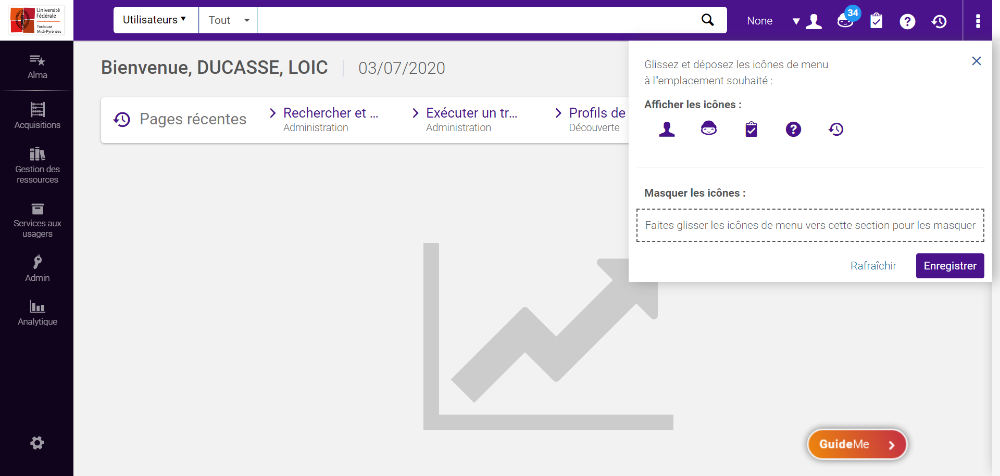 Université
Fédérale
Toulouse
Midi-Pyrénées
Utilisateurs
Tout
None
34
?
Alma
Acquisitions
Gestion des
ressources
Services aux
usagers
Admin
Analytique
Bienvenue, DUCASSE, LOIC
03/07/2020
Pages récentes
Rechercher et ...
Administration
Exécuter un tr...
Administration
Profils de
Découverte
Glissez et déposez les icônes de menu
à l"emplacement souhaité :
Afficher les icônes :
?
Masquer les icônes :
Faites glisser les icônes de menu vers cette section pour les masquer
Rafraîchir
Enregistrer
GuideMe